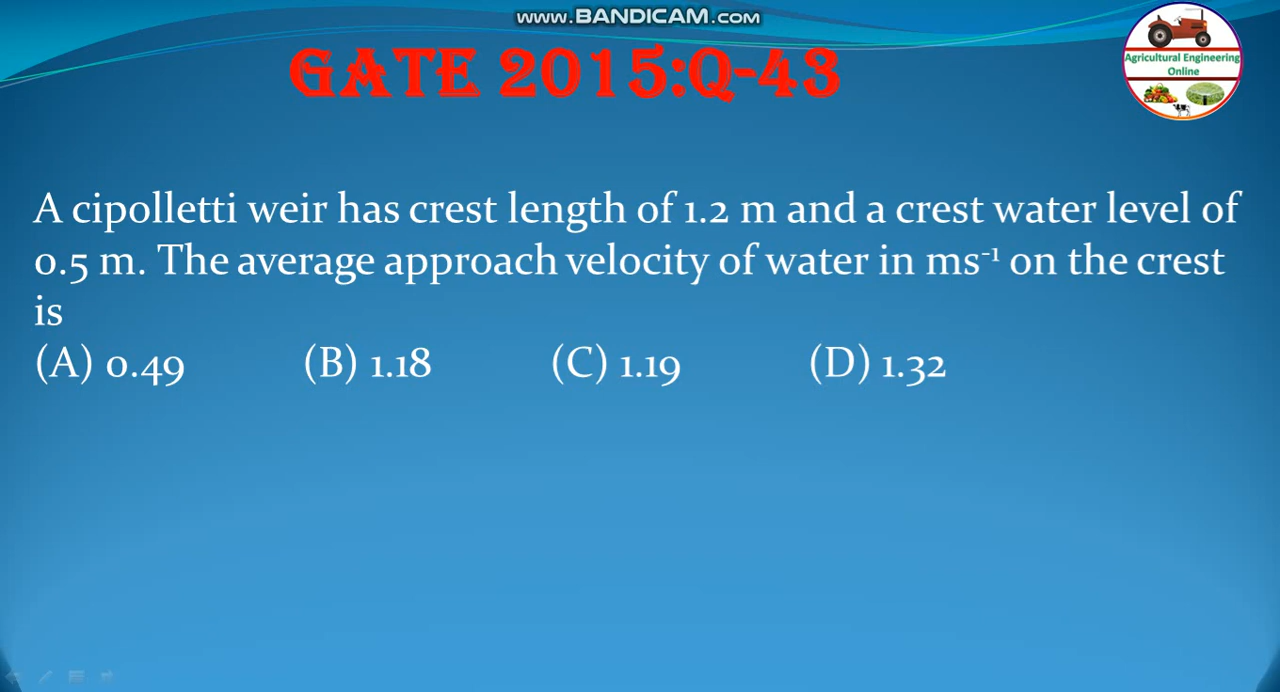 www.BANDICAM.com
GATE 2015:Q-43
Agricultural Engineering
Online
A cipolletti weir has crest length of 1.2 m and a crest water level of
0.5 m. The average approach velocity of water in ms⁻¹ on the crest
is
(A) 0.49 (B) 1.18 (C) 1.19 (D) 1.32